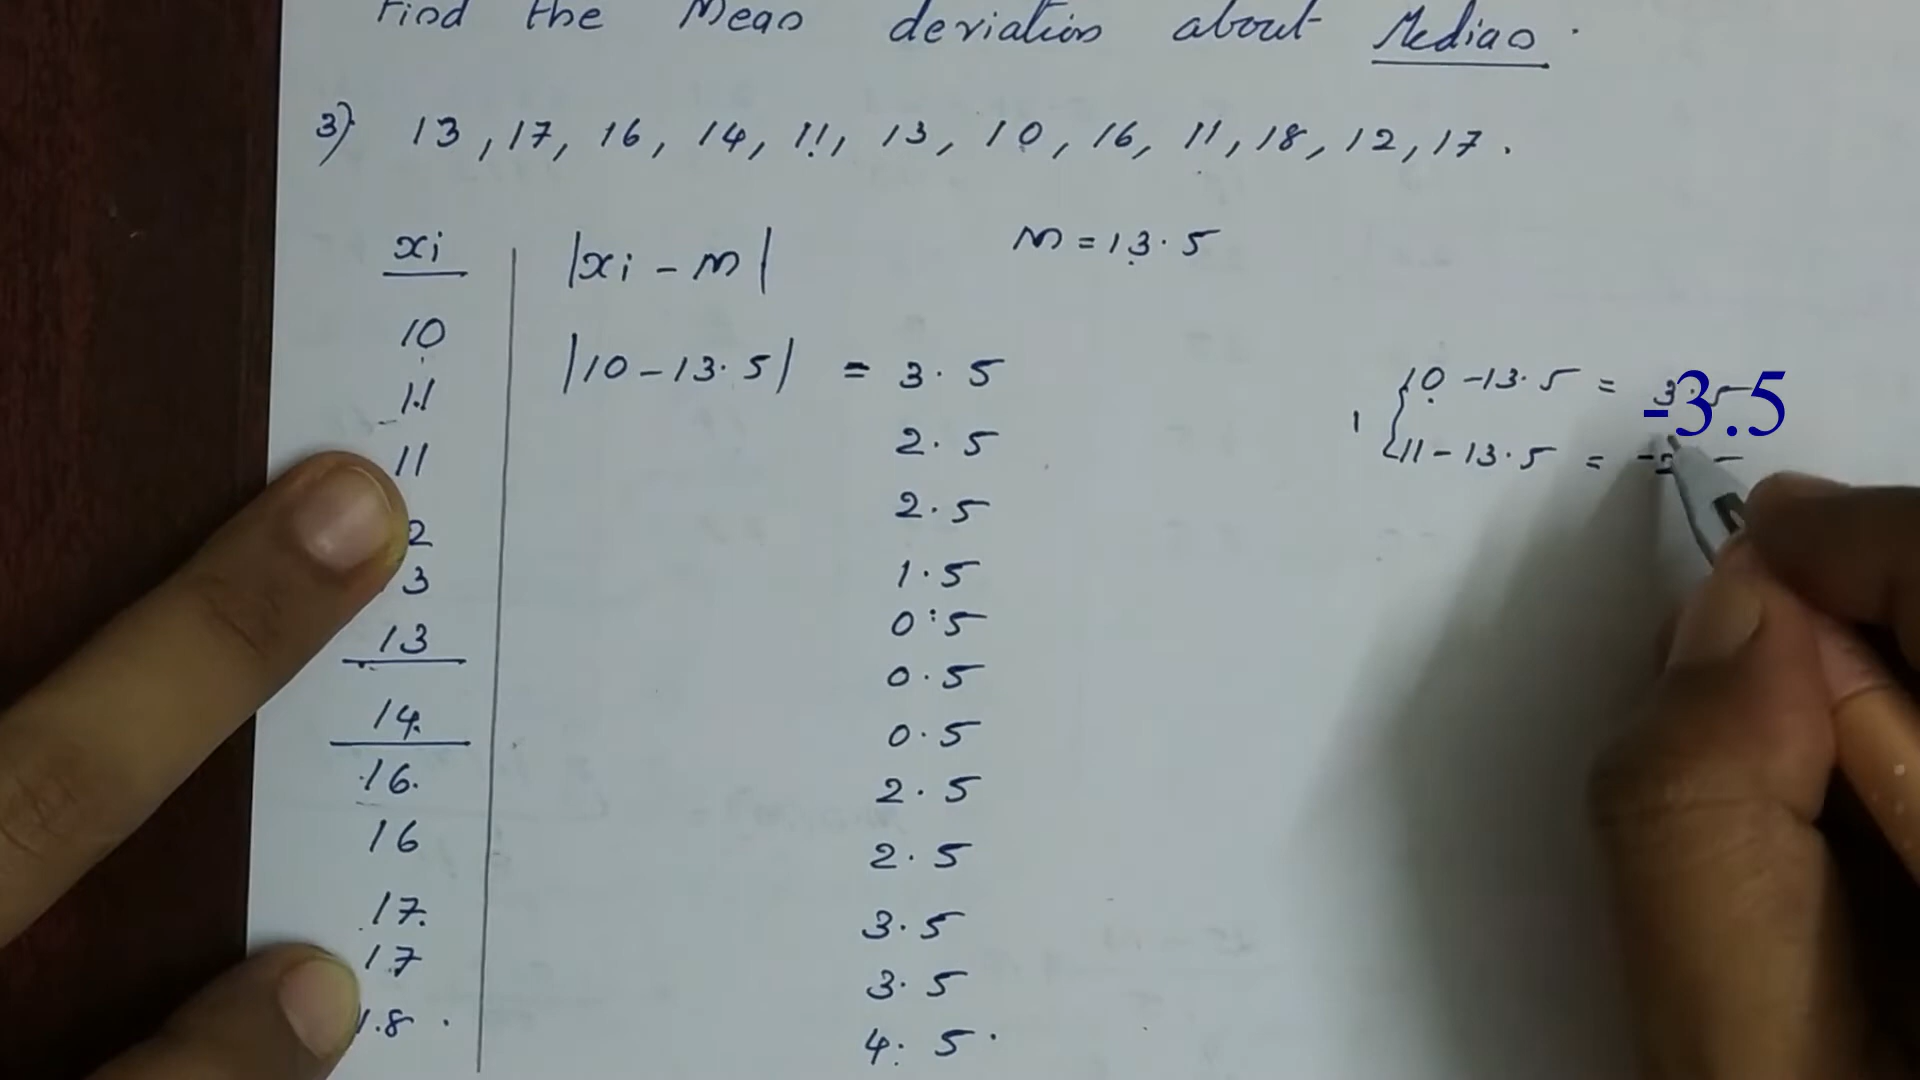 Find the Mean deviation about Median.
3) 13, 17, 16, 14, 11, 13, 10, 16, 11, 18, 12, 17.
xi |xi - m| m = 13.5
10 |10 - 13.5| = 3.5
11 2.5
11 2.5
2 1.5
3 0.5
13 0.5
14 0.5
16 2.5
16 2.5
17 3.5
17 3.5
18 4.5
10 - 13.5 = -3.5
11 - 13.5 =